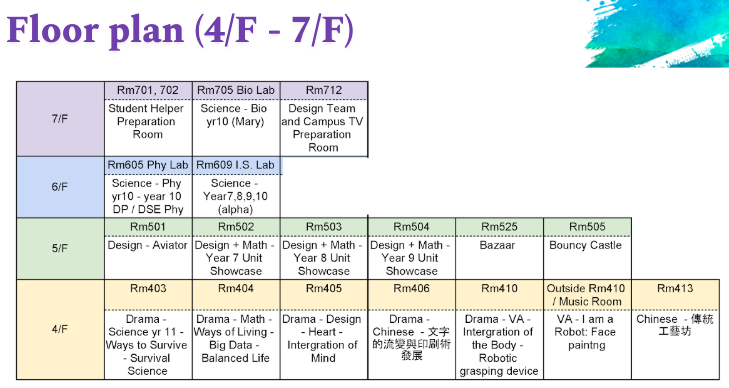 Floor plan (4/F - 7/F)
7/F
Rm701, 702
Student Helper
Preparation
Room
Rm705 Bio Lab
Science - Bio
yr10 (Mary)
Rm712
Design Team
and Campus TV
Preparation
Room
6/F
Rm605 Phy Lab
Science - Phy
yr10 - year 10
DP / DSE Phy
Rm609 I.S. Lab
Science -
Year7,8,9,10
(alpha)
5/F
Rm501
Design - Aviator
Rm502
Design + Math -
Year 7 Unit
Showcase
Rm503
Design + Math -
Year 8 Unit
Showcase
Rm504
Design + Math -
Year 9 Unit
Showcase
Rm525
Bazaar
Rm505
Bouncy Castle
4/F
Rm403
Drama -
Science yr 11 -
Ways to Survive
- Survival
Science
Rm404
Drama - Math -
Ways of Living -
Big Data -
Balanced Life
Rm405
Drama - Design
- Heart -
Intergration of
Mind
Rm406
Drama -
Chinese - 文字
的流變與印刷術
發展
Rm410
Drama - VA -
Intergration of
the Body -
Robotic
grasping device
Outside Rm410
/ Music Room
VA - I am a
Robot: Face
paintng
Rm413
Chinese - 傳統
工藝坊